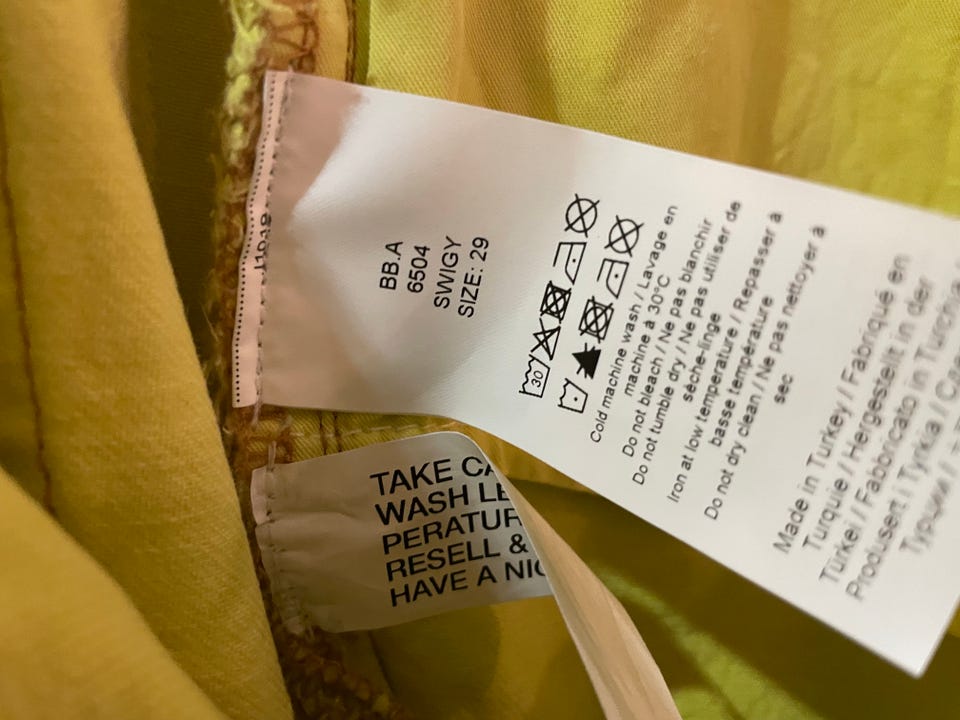 BB.A
6504
SWIGY
SIZE: 29
30
Cold machine wash / Lavage en
machine à 30°C
Do not bleach / Ne pas blanchir
Do not tumble dry / Ne pas utiliser de
sèche-linge
Iron at low temperature / Repasser à
basse température
Do not dry clean / Ne pas nettoyer à
sec
Made in Turkey / Fabriqué en
Turquie / Hergestellt in der
Türkei / Fabbricato in Turchia /
Produsert i Tyrkia /
TAKE CA
WASH LE
PERATUR
RESELL &
HAVE A NIC